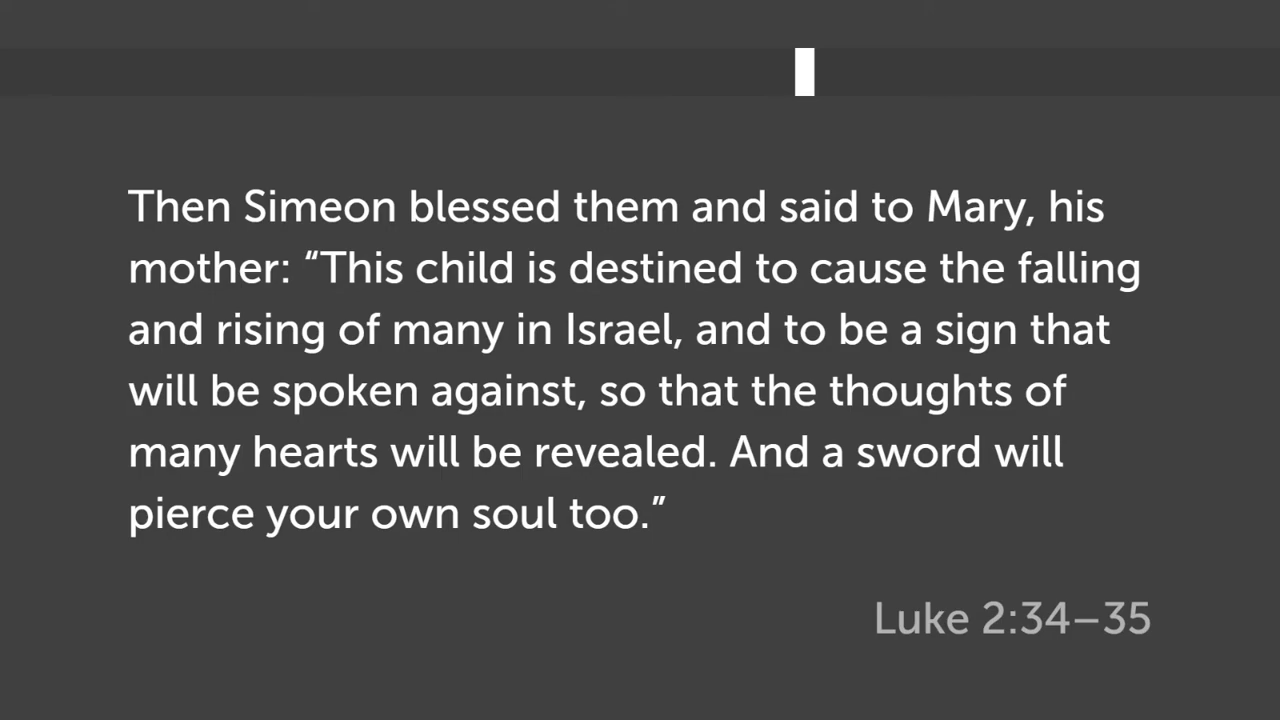 Then Simeon blessed them and said to Mary, his
mother: “This child is destined to cause the falling
and rising of many in Israel, and to be a sign that
will be spoken against, so that the thoughts of
many hearts will be revealed. And a sword will
pierce your own soul too.”
Luke 2:34–35